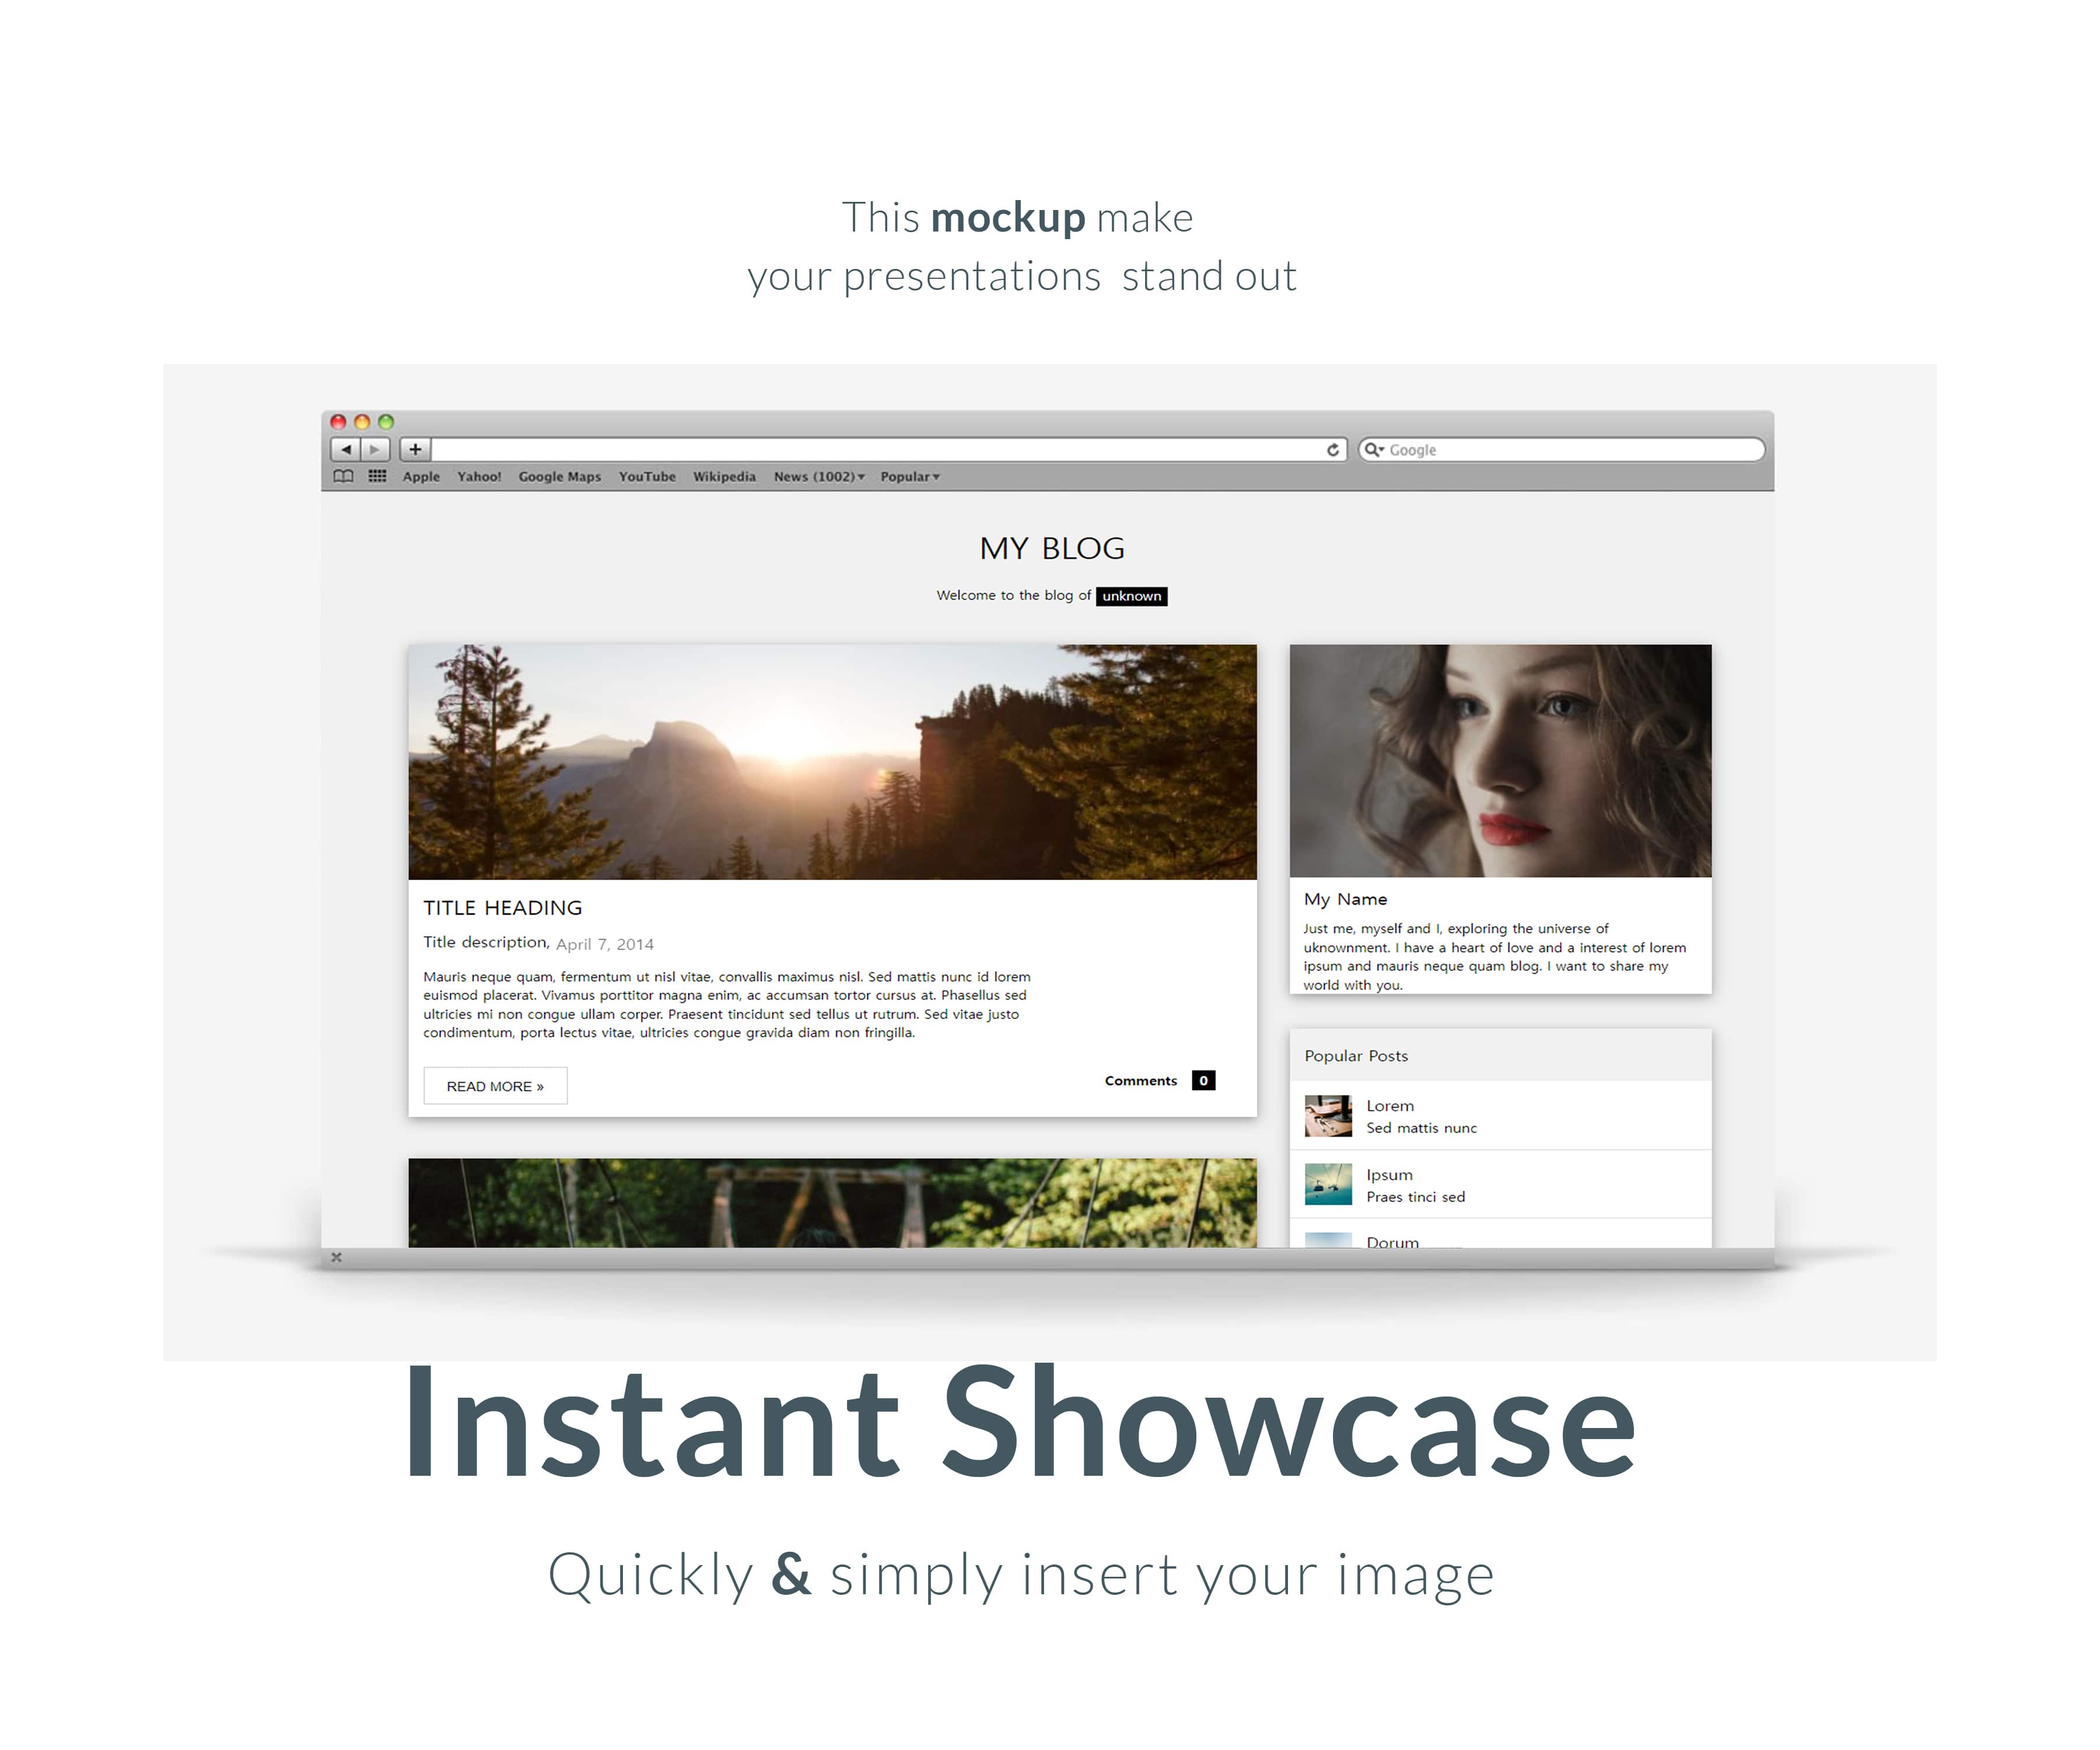 This mockup make
your presentations stand out
Google
Apple Yahoo! Google Maps YouTube Wikipedia News (1002) Popular
MY BLOG
Welcome to the blog of unknown
TITLE HEADING
Title description, April 7, 2014
Mauris neque quam, fermentum ut nisl vitae, convallis maximus nisl. Sed mattis nunc id lorem
euismod placerat. Vivamus porttitor magna enim, ac accumsan tortor cursus at. Phasellus sed
ultricies mi non congue ullam corper. Praesent tincidunt sed tellus ut rutrum. Sed vitae justo
condimentum, porta lectus vitae, ultricies congue gravida diam non fringilla.
READ MORE »
Comments 0
My Name
Just me, myself and I, exploring the universe of
uknownment. I have a heart of love and a interest of lorem
ipsum and mauris neque quam blog. I want to share my
world with you.
Popular Posts
Lorem
Sed mattis nunc
Ipsum
Praes tinci sed
Dorum
Instant Showcase
Quickly & simply insert your image